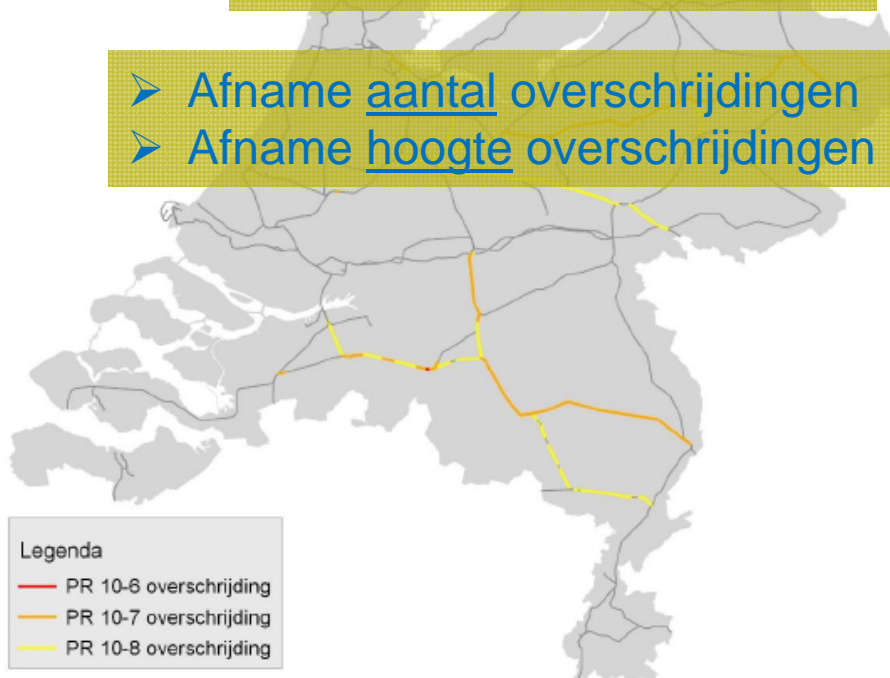 ➢ Afname aantal overschrijdingen
➢ Afname hoogte overschrijdingen
Legenda
PR 10-6 overschrijding
PR 10-7 overschrijding
PR 10-8 overschrijding